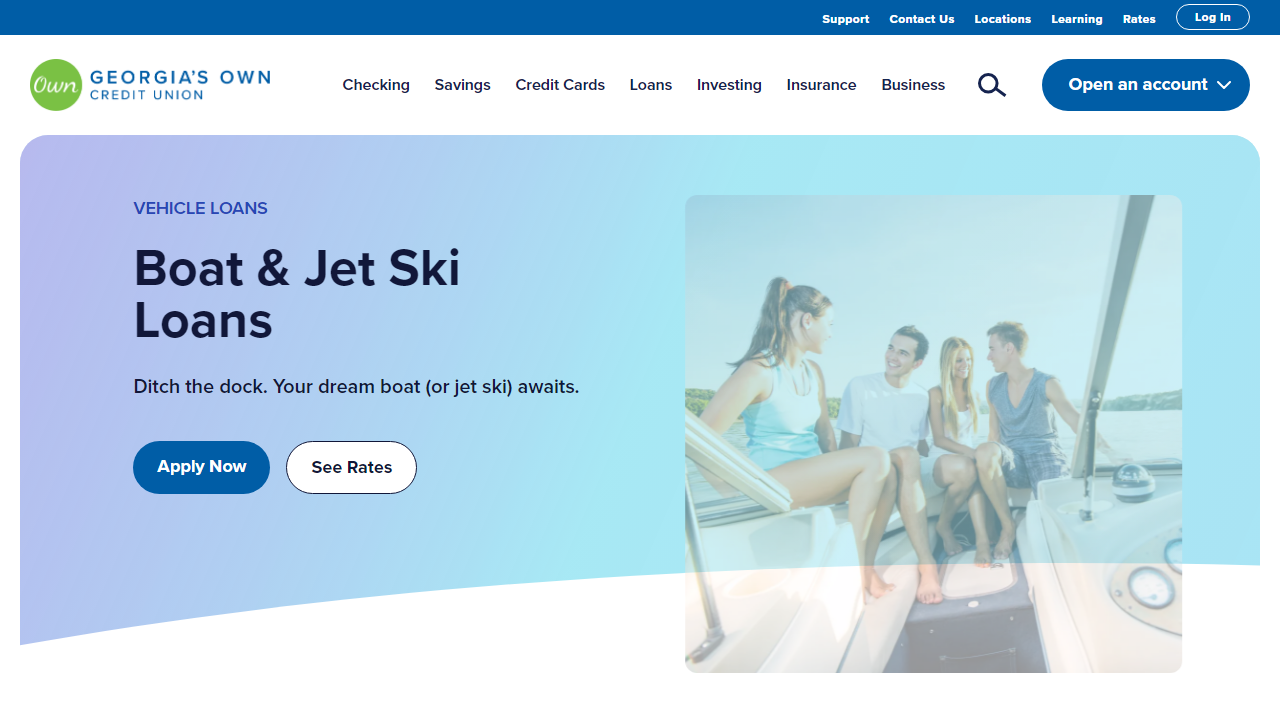 Support Contact Us Locations Learning Rates Log In
Own GEORGIA'S OWN
CREDIT UNION
Checking Savings Credit Cards Loans Investing Insurance Business Open an account
VEHICLE LOANS
Boat & Jet Ski
Loans
Ditch the dock. Your dream boat (or jet ski) awaits.
Apply Now See Rates